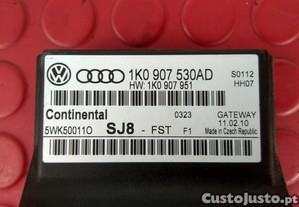 1K0 907 530AD
HW: 1K0 907 951
S0112
HH07
Continental
0323
GATEWAY
5WK50011O
SJ8 - FST F1
11.02.10
Made in Czech Republic
CustoJusto.pt